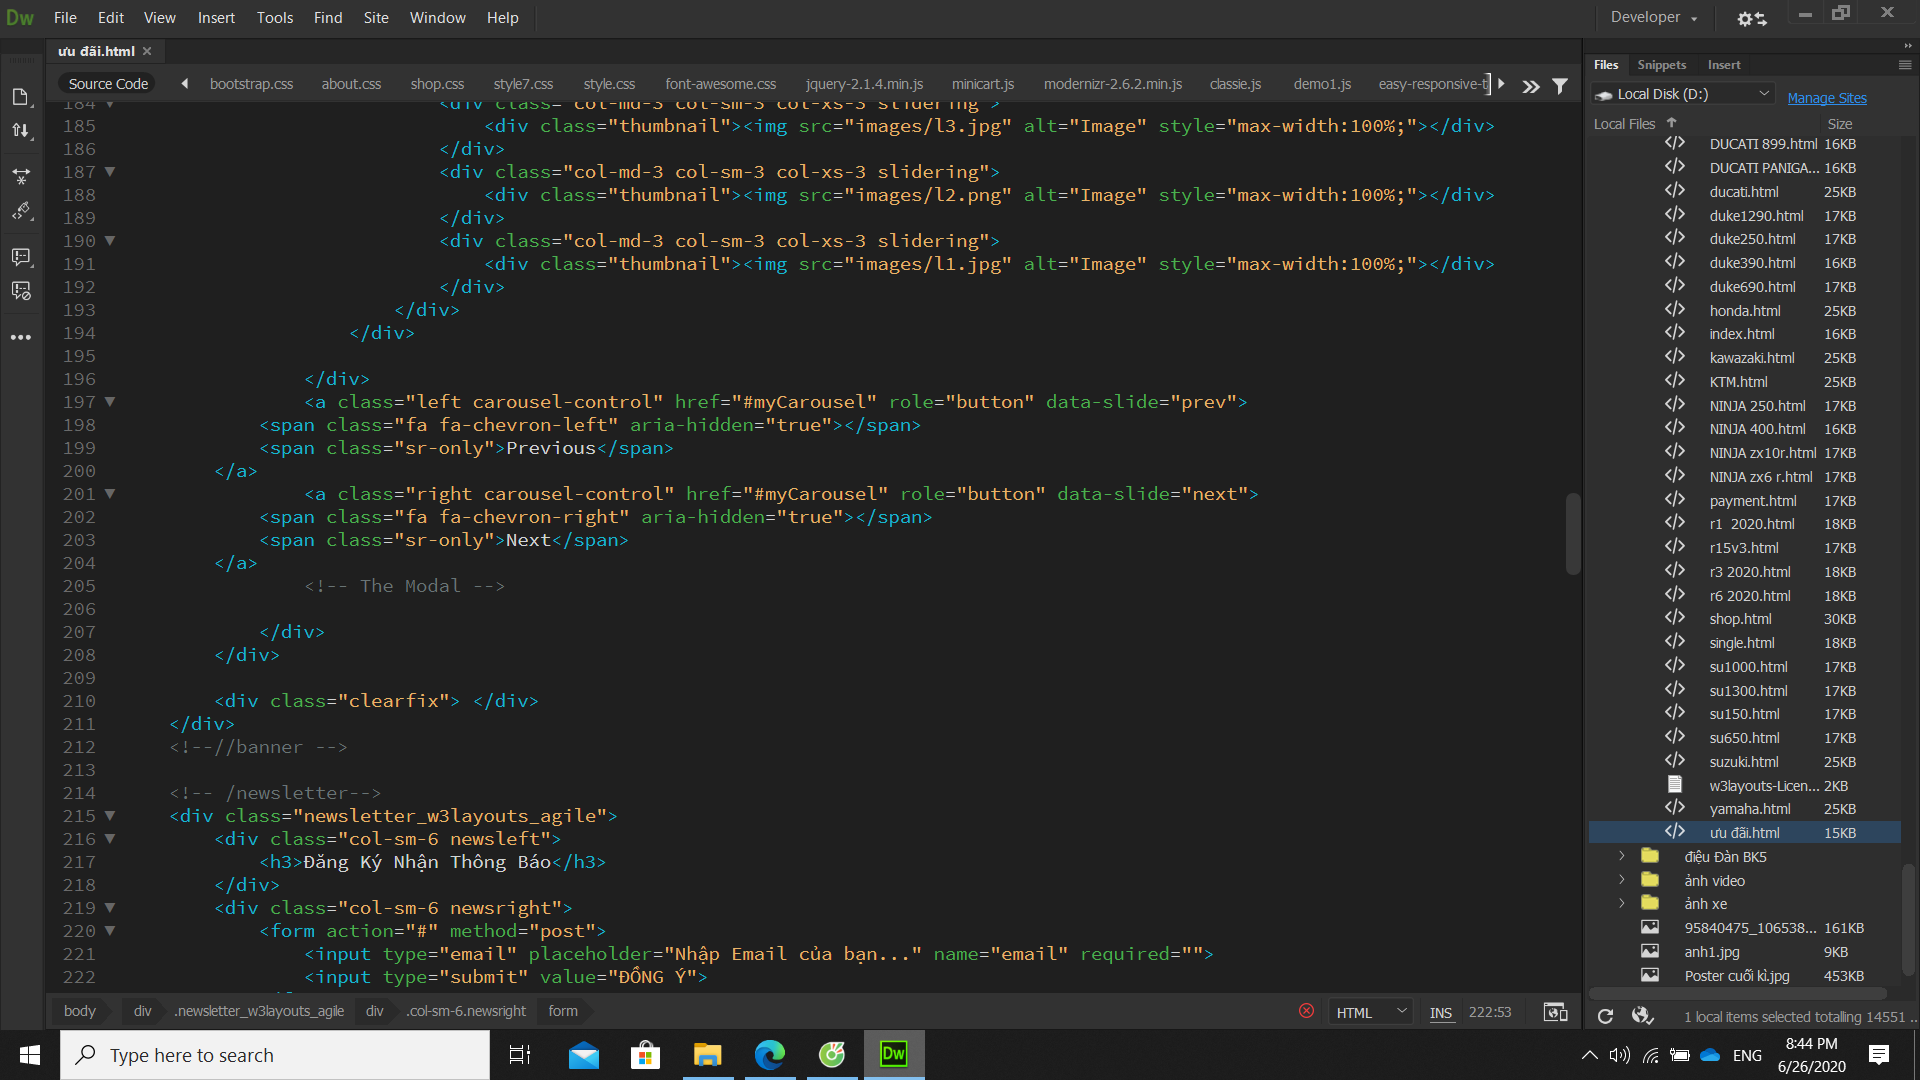 Dw File Edit View Insert Tools Find Site Window Help Developer
ưu đãi.html
Source Code bootstrap.css about.css shop.css style7.css style.css font-awesome.css jquery-2.1.4.min.js minicart.js modernizr-2.6.2.min.js classie.js demo1.js easy-responsive-t
184 <div class="col-md-3 col-sm-3 col-xs-3 slidering">
185 <div class="thumbnail"><img src="images/l3.jpg" alt="Image" style="max-width:100%;"></div>
186 </div>
187 <div class="col-md-3 col-sm-3 col-xs-3 slidering">
188 <div class="thumbnail"><img src="images/l2.png" alt="Image" style="max-width:100%;"></div>
189 </div>
190 <div class="col-md-3 col-sm-3 col-xs-3 slidering">
191 <div class="thumbnail"><img src="images/l1.jpg" alt="Image" style="max-width:100%;"></div>
192 </div>
193 </div>
194 </div>
195
196 </div>
197 <a class="left carousel-control" href="#myCarousel" role="button" data-slide="prev">
198 <span class="fa fa-chevron-left" aria-hidden="true"></span>
199 <span class="sr-only">Previous</span>
200 </a>
201 <a class="right carousel-control" href="#myCarousel" role="button" data-slide="next">
202 <span class="fa fa-chevron-right" aria-hidden="true"></span>
203 <span class="sr-only">Next</span>
204 </a>
205 <!-- The Modal -->
206
207 </div>
208 </div>
209
210 <div class="clearfix"> </div>
211 </div>
212 <!--//banner -->
213
214 <!-- /newsletter-->
215 <div class="newsletter_w3layouts_agile">
216 <div class="col-sm-6 newsleft">
217 <h3>Đăng Ký Nhận Thông Báo</h3>
218 </div>
219 <div class="col-sm-6 newsright">
220 <form action="#" method="post">
221 <input type="email" placeholder="Nhập Email của bạn..." name="email" required="">
222 <input type="submit" value="ĐỒNG Ý">
body div .newsletter_w3layouts_agile div .col-sm-6.newsright form HTML INS 222:53
Files Snippets Insert
Local Disk (D:) Manage Sites
Local Files Size
DUCATI 899.html 16KB
DUCATI PANIGA... 16KB
ducati.html 25KB
duke1290.html 17KB
duke250.html 17KB
duke390.html 16KB
duke690.html 17KB
honda.html 25KB
index.html 16KB
kawazaki.html 25KB
KTM.html 25KB
NINJA 250.html 17KB
NINJA 400.html 16KB
NINJA zx10r.html 17KB
NINJA zx6 r.html 17KB
payment.html 17KB
r1 2020.html 18KB
r15v3.html 17KB
r3 2020.html 18KB
r6 2020.html 18KB
shop.html 30KB
single.html 18KB
su1000.html 17KB
su1300.html 17KB
su150.html 17KB
su650.html 17KB
suzuki.html 25KB
w3layouts-Licen... 2KB
yamaha.html 25KB
ưu đãi.html 15KB
điệu Đàn BK5
ảnh video
ảnh xe
95840475_106538... 161KB
anh1.jpg 9KB
Poster cuối kì.jpg 453KB
1 local items selected totalling 14551 ..
Type here to search
Dw
ENG
8:44 PM
6/26/2020